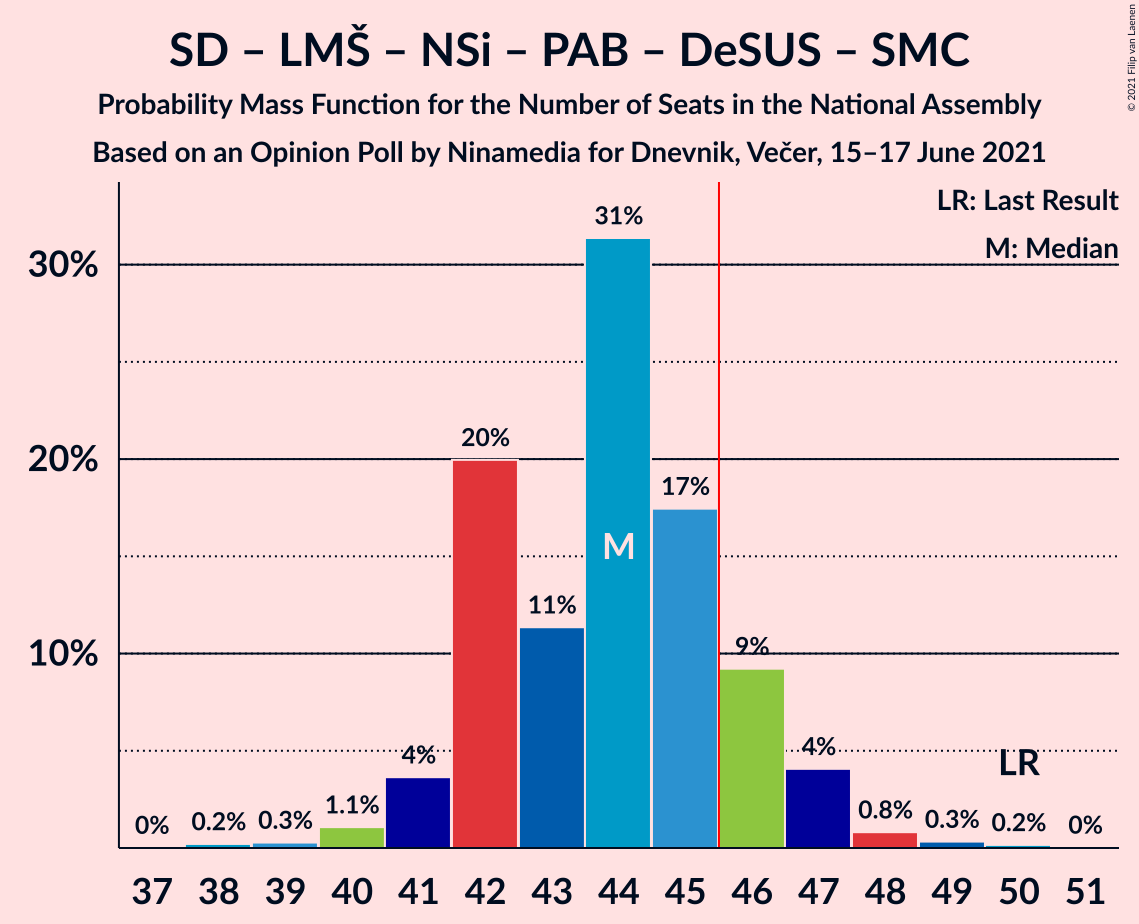 SD – LMŠ – NSi – PAB – DeSUS – SMC
Probability Mass Function for the Number of Seats in the National Assembly
Based on an Opinion Poll by Ninamedia for Dnevnik, Večer, 15–17 June 2021
© 2021 Filip van Laenen
LR: Last Result
M: Median
30%
20%
10%
0%
0.2%
0.3%
1.1%
4%
20%
11%
31%
17%
9%
4%
0.8%
0.3%
0.2%
0%
M
LR
37 38 39 40 41 42 43 44 45 46 47 48 49 50 51